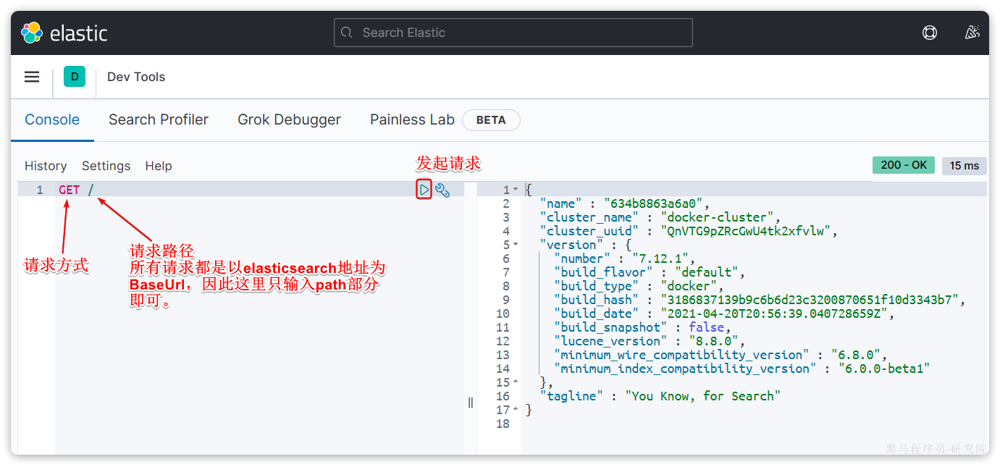 elastic
Search Elastic
D
Dev Tools
Console
Search Profiler
Grok Debugger
Painless Lab
BETA
History
Settings
Help
发起请求
200 - OK
15 ms
1 GET /
请求方式
请求路径
所有请求都是以elasticsearch地址为
BaseUrl，因此这里只输入path部分
即可。
1 {
2 "name" : "634b8863a6a0",
3 "cluster_name" : "docker-cluster",
4 "cluster_uuid" : "QnVTG9pZRcGwU4tk2xfvlw",
5 "version" : {
6 "number" : "7.12.1",
7 "build_flavor" : "default",
8 "build_type" : "docker",
9 "build_hash" : "3186837139b9c6b6d23c3200870651f10d3343b7",
10 "build_date" : "2021-04-20T20:56:39.040728659Z",
11 "build_snapshot" : false,
12 "lucene_version" : "8.8.0",
13 "minimum_wire_compatibility_version" : "6.8.0",
14 "minimum_index_compatibility_version" : "6.0.0-beta1"
15 },
16 "tagline" : "You Know, for Search"
17 }
18
黑马程序员-研究院